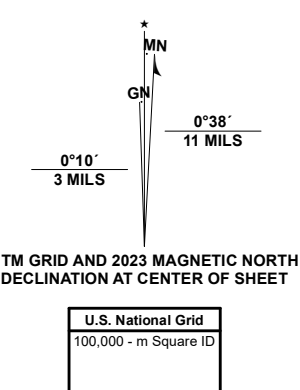 MN
GN
0°38´
11 MILS
0°10´
3 MILS
TM GRID AND 2023 MAGNETIC NORTH
DECLINATION AT CENTER OF SHEET
U.S. National Grid
100,000 - m Square ID